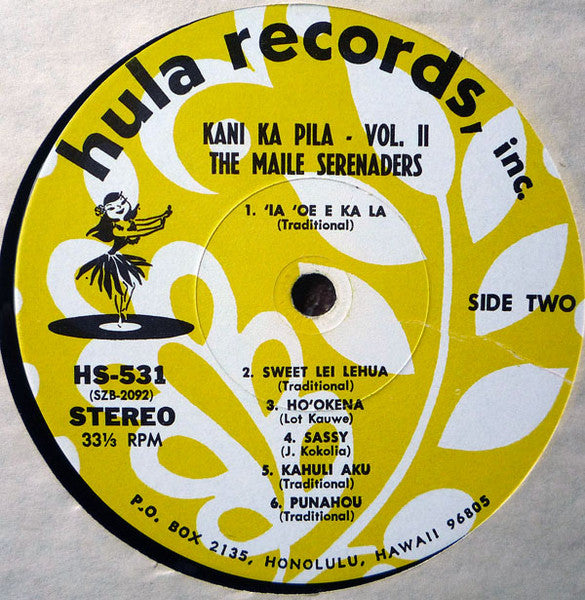 hula records, inc.
KANI KA PILA - VOL. II
THE MAILE SERENADERS
1. 'IA 'OE E KA LA
(Traditional)
SIDE TWO
HS-531
(SZB-2092)
STEREO
33⅓ RPM
2. SWEET LEI LEHUA
(Traditional)
3. HO'OKENA
(Lot Kauwe)
4. SASSY
(J. Kokolia)
5. KAHULI AKU
(Traditional)
6. PUNAHOU
(Traditional)
P.O. BOX 2135, HONOLULU, HAWAII 96805